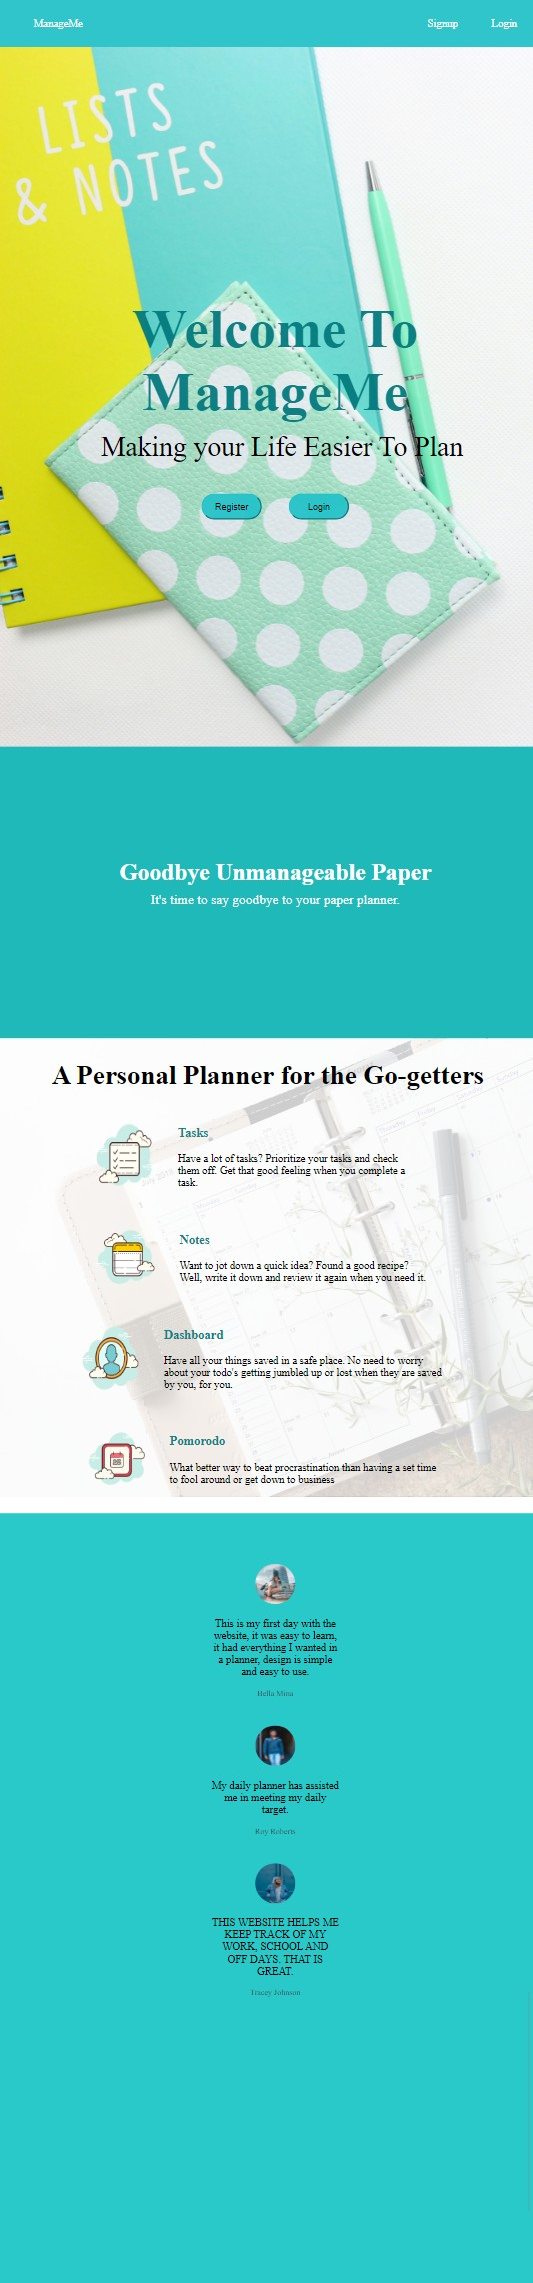 ManageMe Signup Login
LISTS
& NOTES
Welcome To
ManageMe
Making your Life Easier To Plan
Register Login
Goodbye Unmanageable Paper
It's time to say goodbye to your paper planner.
A Personal Planner for the Go-getters
Tasks
Have a lot of tasks? Prioritize your tasks and check
them off. Get that good feeling when you complete a
task.
Notes
Want to jot down a quick idea? Found a good recipe?
Well, write it down and review it again when you need it.
Dashboard
Have all your things saved in a safe place. No need to worry
about your todo's getting jumbled up or lost when they are saved
by you, for you.
Pomorodo
What better way to beat procrastination than having a set time
to fool around or get down to business
This is my first day with the
website, it was easy to learn,
it had everything I wanted in
a planner, design is simple
and easy to use.
Hella Mina
My daily planner has assisted
me in meeting my daily
target.
Roy Roberts
THIS WEBSITE HELPS ME
KEEP TRACK OF MY
WORK, SCHOOL AND
OFF DAYS. THAT IS
GREAT.
Tracey Johnson